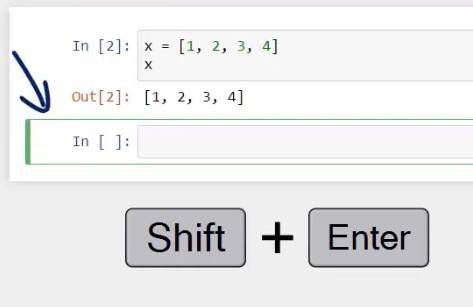 In [2]: x = [1, 2, 3, 4]
x
Out[2]: [1, 2, 3, 4]
In [ ]:
Shift + Enter